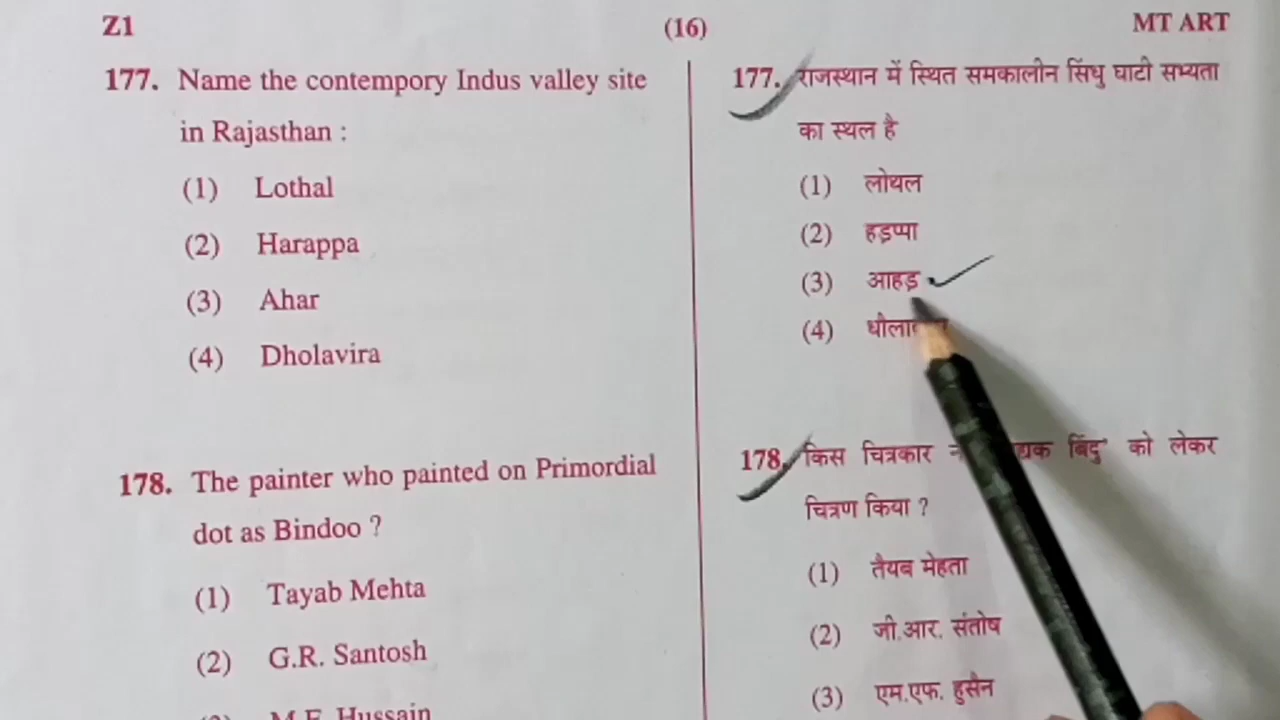 Z1
(16)
MT ART
177. Name the contempory Indus valley site
in Rajasthan :
(1) Lothal
(2) Harappa
(3) Ahar
(4) Dholavira
178. The painter who painted on Primordial
dot as Bindoo ?
(1) Tayab Mehta
(2) G.R. Santosh
M.F. Hussain
177. राजस्थान में स्थित समकालीन सिंधु घाटी सभ्यता
का स्थल है
(1) लोथल
(2) हड़प्पा
(3) आहड़
(4)
178. किस चित्रकार बिंदु' को लेकर
चित्रण किया ?
(1) तैयब मेहता
(2) जी.आर. संतोष
(3) एम.एफ. हुसैन